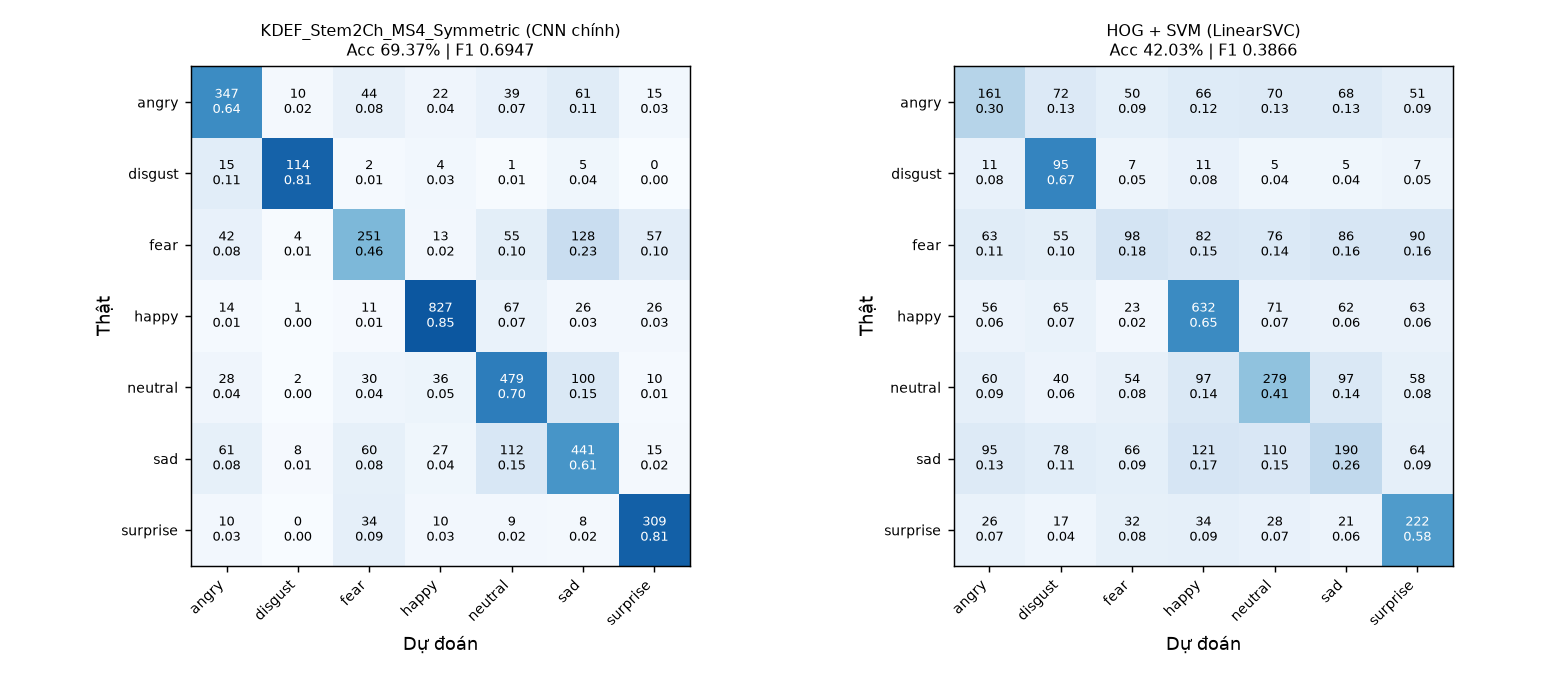 KDEF_Stem2Ch_MS4_Symmetric (CNN chính)
Acc 69.37% | F1 0.6947
Thật
angry 347 10 44 22 39 61 15
0.64 0.02 0.08 0.04 0.07 0.11 0.03
disgust 15 114 2 4 1 5 0
0.11 0.81 0.01 0.03 0.01 0.04 0.00
fear 42 4 251 13 55 128 57
0.08 0.01 0.46 0.02 0.10 0.23 0.10
happy 14 1 11 827 67 26 26
0.01 0.00 0.01 0.85 0.07 0.03 0.03
neutral 28 2 30 36 479 100 10
0.04 0.00 0.04 0.05 0.70 0.15 0.01
sad 61 8 60 27 112 441 15
0.08 0.01 0.08 0.04 0.15 0.61 0.02
surprise 10 0 34 10 9 8 309
0.03 0.00 0.09 0.03 0.02 0.02 0.81
angry disgust fear happy neutral sad surprise
Dự đoán
HOG + SVM (LinearSVC)
Acc 42.03% | F1 0.3866
Thật
angry 161 72 50 66 70 68 51
0.30 0.13 0.09 0.12 0.13 0.13 0.09
disgust 11 95 7 11 5 5 7
0.08 0.67 0.05 0.08 0.04 0.04 0.05
fear 63 55 98 82 76 86 90
0.11 0.10 0.18 0.15 0.14 0.16 0.16
happy 56 65 23 632 71 62 63
0.06 0.07 0.02 0.65 0.07 0.06 0.06
neutral 60 40 54 97 279 97 58
0.09 0.06 0.08 0.14 0.41 0.14 0.08
sad 95 78 66 121 110 190 64
0.13 0.11 0.09 0.17 0.15 0.26 0.09
surprise 26 17 32 34 28 21 222
0.07 0.04 0.08 0.09 0.07 0.06 0.58
angry disgust fear happy neutral sad surprise
Dự đoán